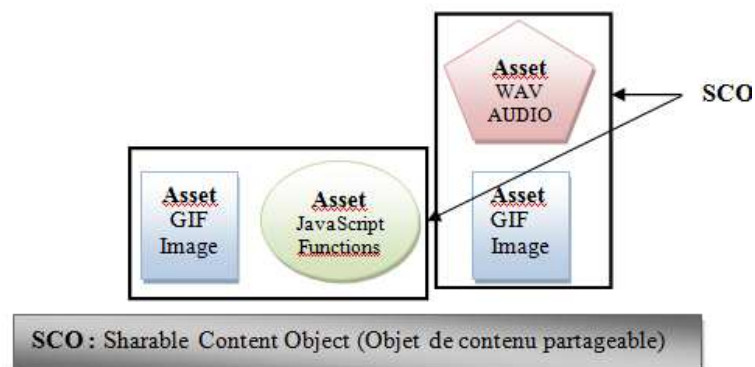 Asset
WAV
AUDIO
SCO
Asset
GIF
Image
Asset
JavaScript
Functions
Asset
GIF
Image
SCO : Sharable Content Object (Objet de contenu partageable)